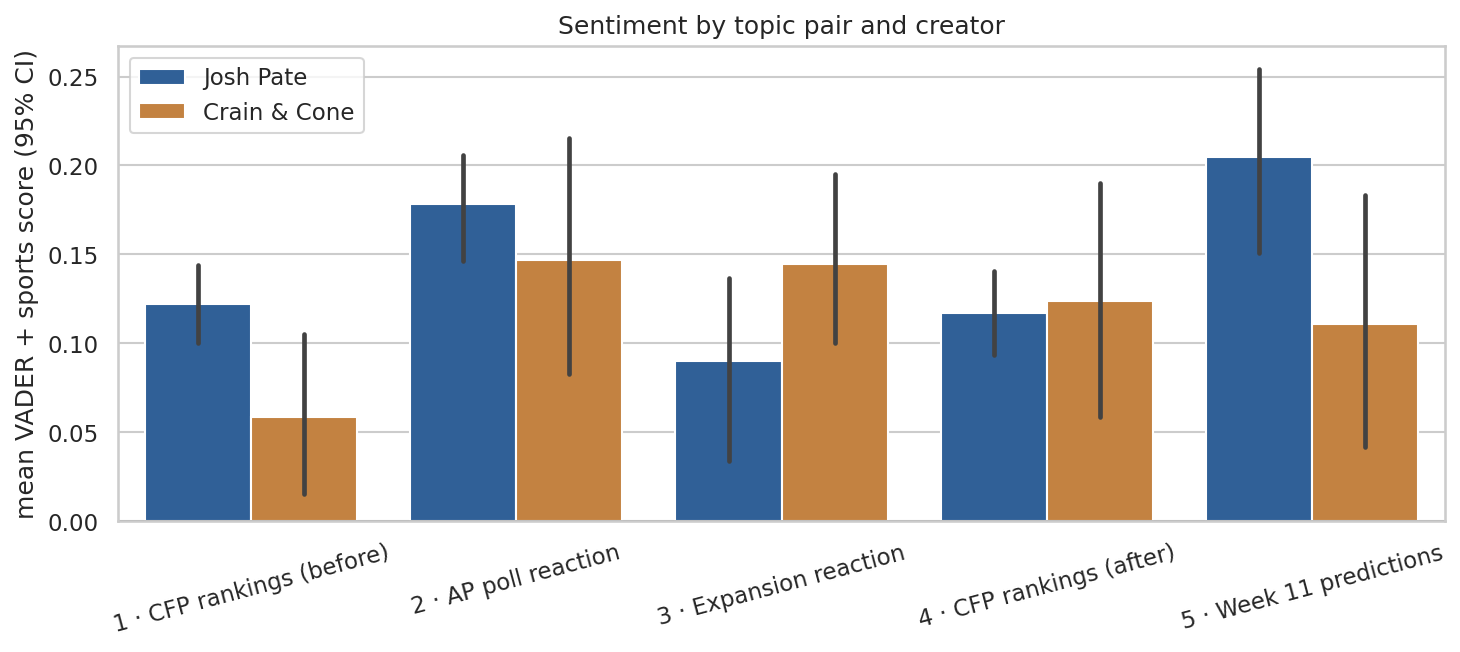 Sentiment by topic pair and creator
Josh Pate
Crain & Cone
mean VADER + sports score (95% CI)
0.25
0.20
0.15
0.10
0.05
0.00
1 · CFP rankings (before)
2 · AP poll reaction
3 · Expansion reaction
4 · CFP rankings (after)
5 · Week 11 predictions